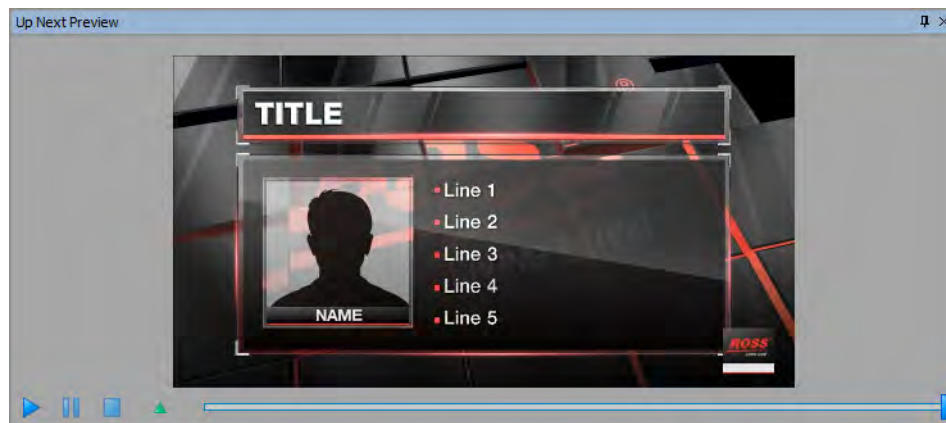 Up Next Preview
®
TITLE
Line 1
Line 2
Line 3
Line 4
Line 5
NAME
ROSS